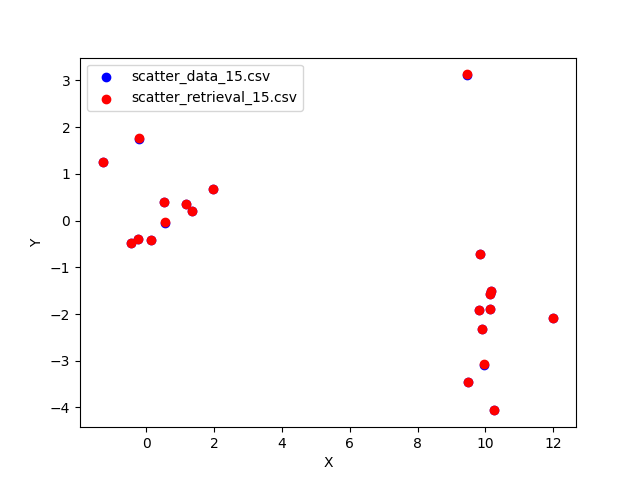 scatter_data_15.csv
scatter_retrieval_15.csv
3
2
1
0
−1
−2
−3
−4
Y
0 2 4 6 8 10 12
X